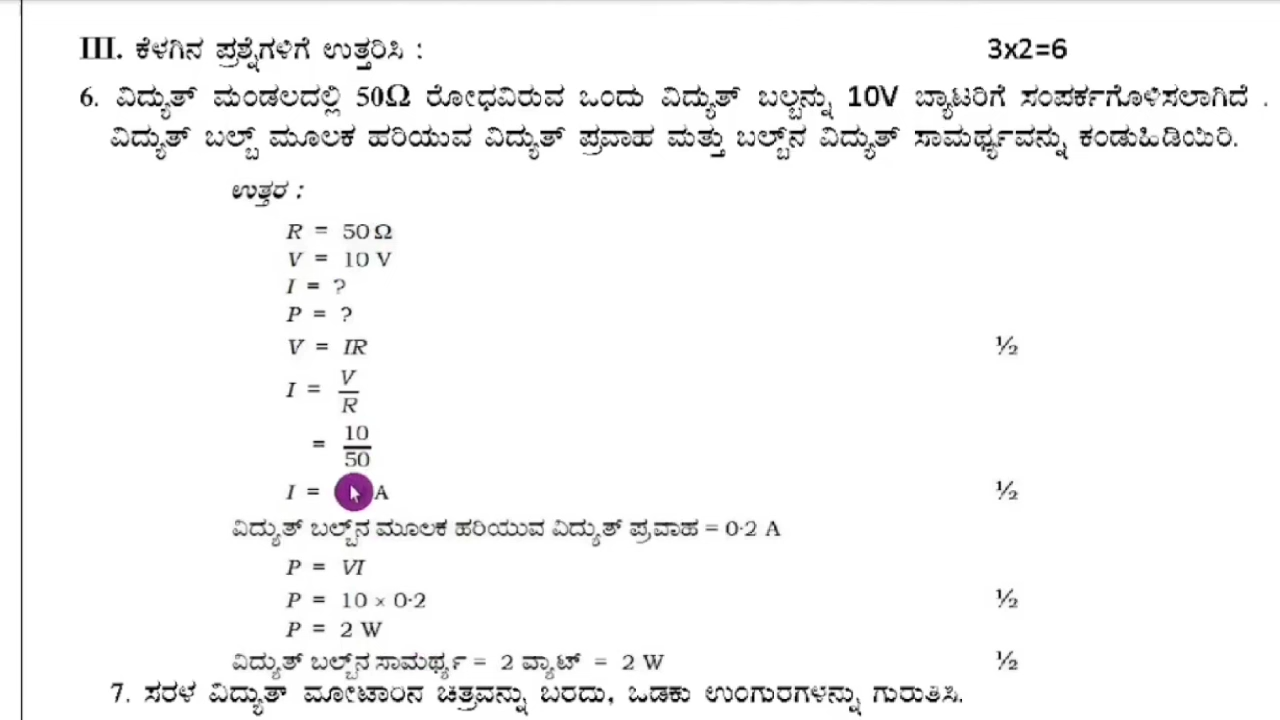 III. ಕೆಳಗಿನ ಪ್ರಶ್ನೆಗಳಿಗೆ ಉತ್ತರಿಸಿ : 3x2=6
6. ವಿದ್ಯುತ್ ಮಂಡಲದಲ್ಲಿ 50Ω ರೋಧವಿರುವ ಒಂದು ವಿದ್ಯುತ್ ಬಲ್ಬನ್ನು 10V ಬ್ಯಾಟರಿಗೆ ಸಂಪರ್ಕಗೊಳಿಸಲಾಗಿದೆ .
ವಿದ್ಯುತ್ ಬಲ್ಬ್ ಮೂಲಕ ಹರಿಯುವ ವಿದ್ಯುತ್ ಪ್ರವಾಹ ಮತ್ತು ಬಲ್ಬ್‌ನ ವಿದ್ಯುತ್ ಸಾಮರ್ಥ್ಯವನ್ನು ಕಂಡುಹಿಡಿಯಿರಿ.
ಉತ್ತರ :
R = 50 Ω
V = 10 V
I = ?
P = ?
V = IR ½
I = V/R
= 10/50
I = A ½
ವಿದ್ಯುತ್ ಬಲ್ಬ್‌ನ ಮೂಲಕ ಹರಿಯುವ ವಿದ್ಯುತ್ ಪ್ರವಾಹ = 0·2 A
P = VI
P = 10 × 0·2 ½
P = 2 W
ವಿದ್ಯುತ್ ಬಲ್ಬ್‌ನ ಸಾಮರ್ಥ್ಯ = 2 ವ್ಯಾಟ್ = 2 W ½
7. ಸರಳ ವಿದ್ಯುತ್ ಮೋಟಾರಿನ ಚಿತ್ರವನ್ನು ಬರೆದು, ಒಡಕು ಉಂಗುರಗಳನ್ನು ಗುರುತಿಸಿ.